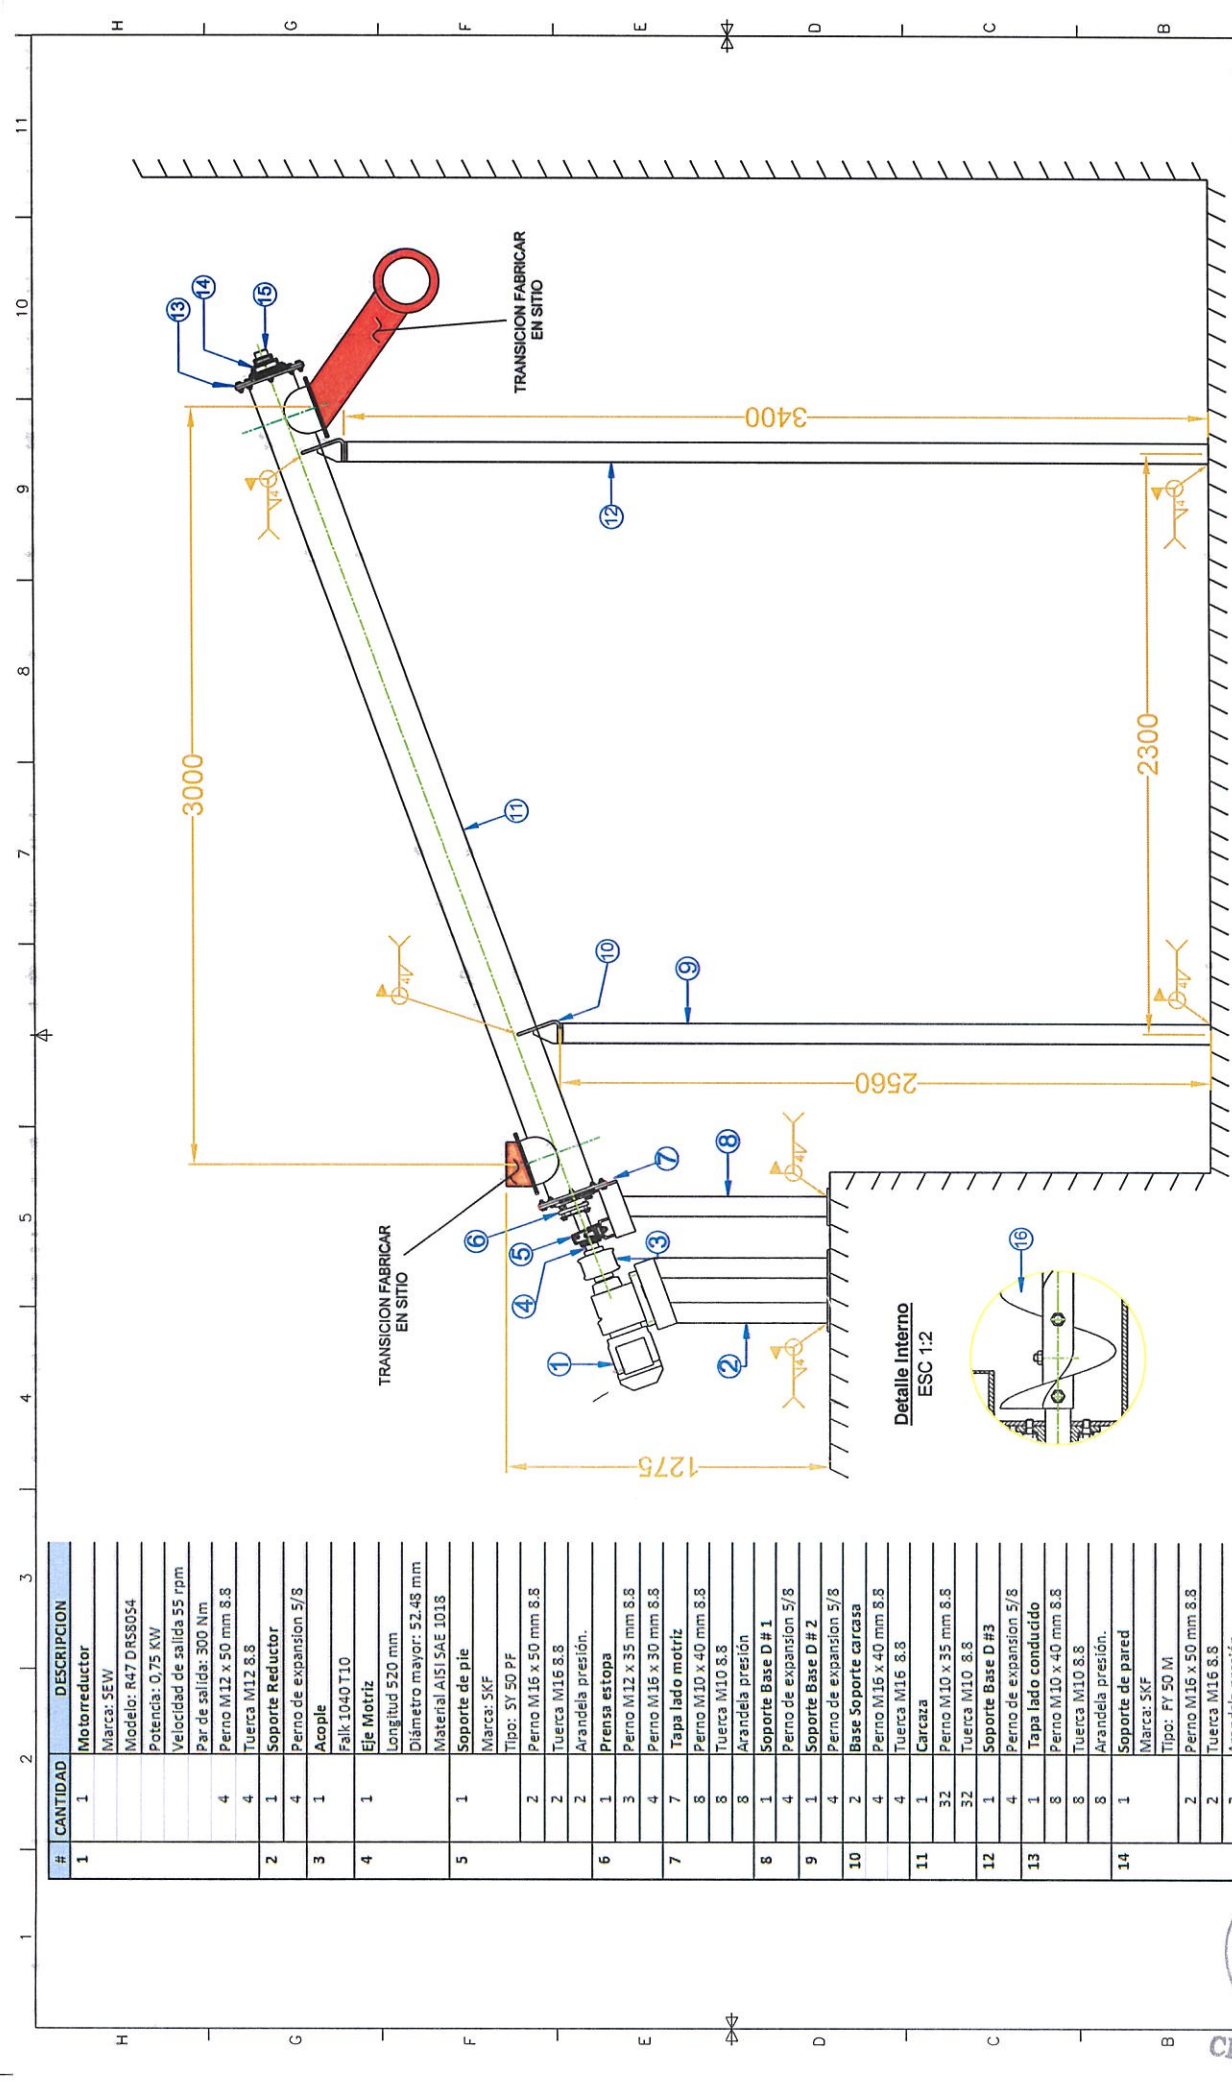 # CANTIDAD DESCRIPCION
1 1 Motorreductor
Marca: SEW
Modelo: R47 DRS80S4
Potencia: 0,75 KW
Velocidad de salida 55 rpm
Par de salida: 300 Nm
4 Perno M12 x 50 mm 8.8
4 Tuerca M12 8.8
2 1 Soporte Reductor
4 Perno de expansion 5/8
3 1 Acople
Falk 1040 T10
4 1 Eje Motriz
Longitud 520 mm
Diámetro mayor: 52.48 mm
Material AISI SAE 1018
5 1 Soporte de pie
Marca: SKF
Tipo: SY 50 PF
2 Perno M16 x 50 mm 8.8
2 Tuerca M16 8.8
2 Arandela presión.
6 1 Prensa estopa
3 Perno M12 x 35 mm 8.8
4 Perno M16 x 30 mm 8.8
7 7 Tapa lado motriz
8 Perno M10 x 40 mm 8.8
8 Tuerca M10 8.8
8 Arandela presión
8 1 Soporte Base D # 1
4 Perno de expansion 5/8
9 1 Soporte Base D # 2
4 Perno de expansion 5/8
10 2 Base Soporte carcasa
4 Perno M16 x 40 mm 8.8
4 Tuerca M16 8.8
11 1 Carcaza
32 Perno M10 x 35 mm 8.8
32 Tuerca M10 8.8
12 1 Soporte Base D #3
4 Perno de expansion 5/8
13 1 Tapa lado conducido
8 Perno M10 x 40 mm 8.8
8 Tuerca M10 8.8
8 Arandela presión.
14 1 Soporte de pared
Marca: SKF
Tipo: FY 50 M
2 Perno M16 x 50 mm 8.8
2 Tuerca M16 8.8
1 2 3 4 5 7 8 9 10 11
H
G
F
E
D
C
B
H
G
F
E
D
C
B
3000
TRANSICION FABRICAR
EN SITIO
TRANSICION FABRICAR
EN SITIO
1275
2560
3400
2300
1
2
3
4
5
6
7
8
9
10
11
12
13
14
15
16
4
4
4
4
4
4
Detalle Interno
ESC 1:2